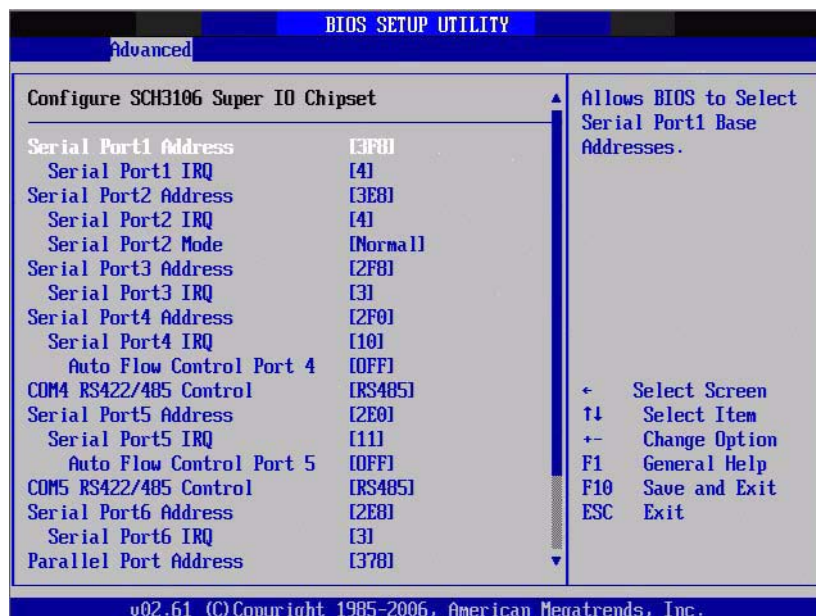 BIOS SETUP UTILITY
Advanced
Configure SCH3106 Super IO Chipset
Serial Port1 Address [3F8]
Serial Port1 IRQ [4]
Serial Port2 Address [3E8]
Serial Port2 IRQ [4]
Serial Port2 Mode [Normal]
Serial Port3 Address [2F8]
Serial Port3 IRQ [3]
Serial Port4 Address [2F0]
Serial Port4 IRQ [10]
Auto Flow Control Port 4 [OFF]
COM4 RS422/485 Control [RS485]
Serial Port5 Address [2E0]
Serial Port5 IRQ [11]
Auto Flow Control Port 5 [OFF]
COM5 RS422/485 Control [RS485]
Serial Port6 Address [2E8]
Serial Port6 IRQ [3]
Parallel Port Address [378]
Allows BIOS to Select
Serial Port1 Base
Addresses.
← Select Screen
↑↓ Select Item
+- Change Option
F1 General Help
F10 Save and Exit
ESC Exit
v02.61 (C)Copyright 1985-2006, American Megatrends, Inc.